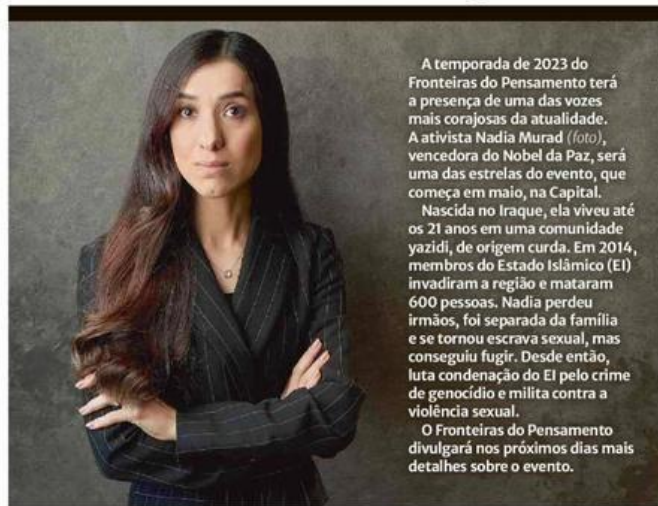 A temporada de 2023 do
Fronteiras do Pensamento terá
a presença de uma das vozes
mais corajosas da atualidade.
A ativista Nadia Murad (foto),
vencedora do Nobel da Paz, será
uma das estrelas do evento, que
começa em maio, na Capital.
Nascida no Iraque, ela viveu até
os 21 anos em uma comunidade
yazidi, de origem curda. Em 2014,
membros do Estado Islâmico (EI)
invadiram a região e mataram
600 pessoas. Nadia perdeu
irmãos, foi separada da família
e se tornou escrava sexual, mas
conseguiu fugir. Desde então,
luta condenação do EI pelo crime
de genocídio e milita contra a
violência sexual.
O Fronteiras do Pensamento
divulgará nos próximos dias mais
detalhes sobre o evento.